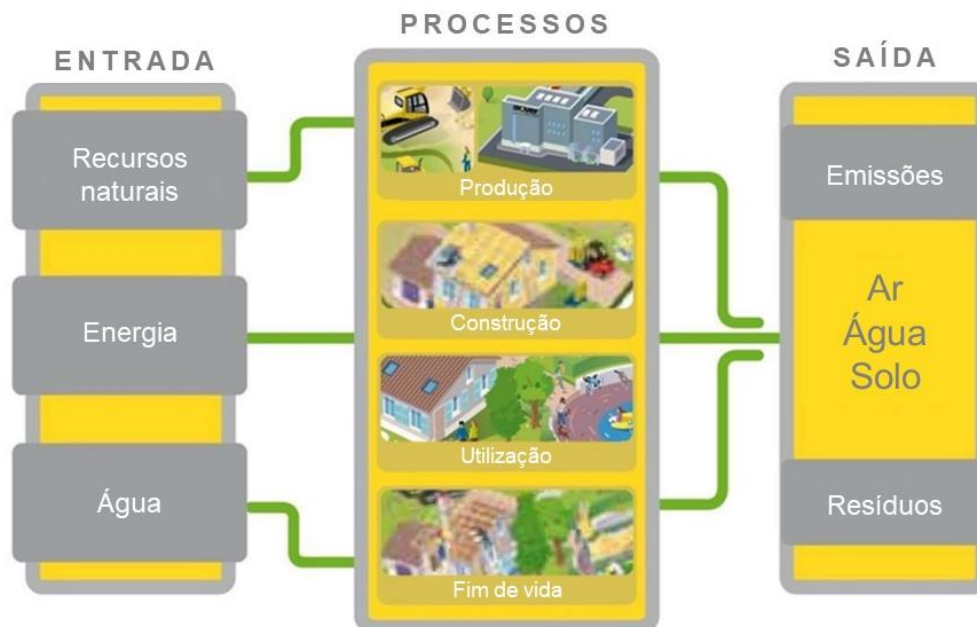 ENTRADA
Recursos
naturais
Energia
Água
PROCESSOS
Produção
Construção
Utilização
Fim de vida
SAÍDA
Emissões
Ar
Água
Solo
Resíduos